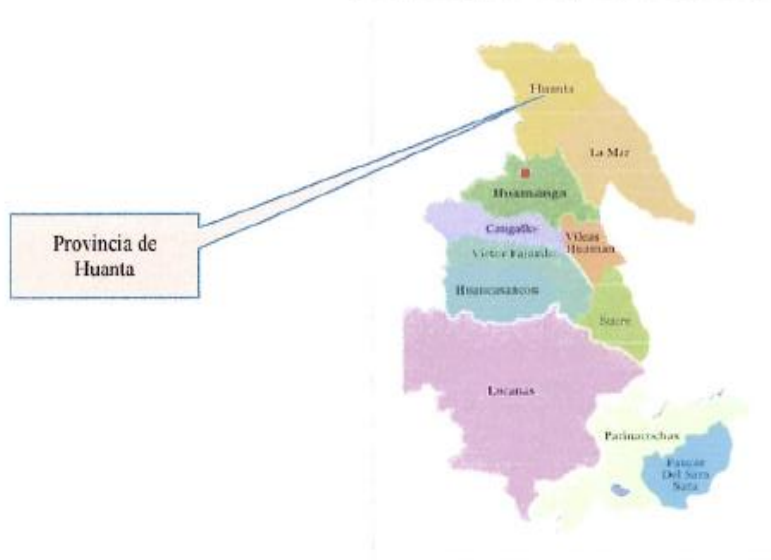 Huanta
La Mar
Huamanga
Provincia de
Huanta
Cangallo
Vilcas
Huaman
Victor Fajardo
Huancasancos
Sucre
Lucanas
Parinacochas
Paucar
Del Sara
Sara